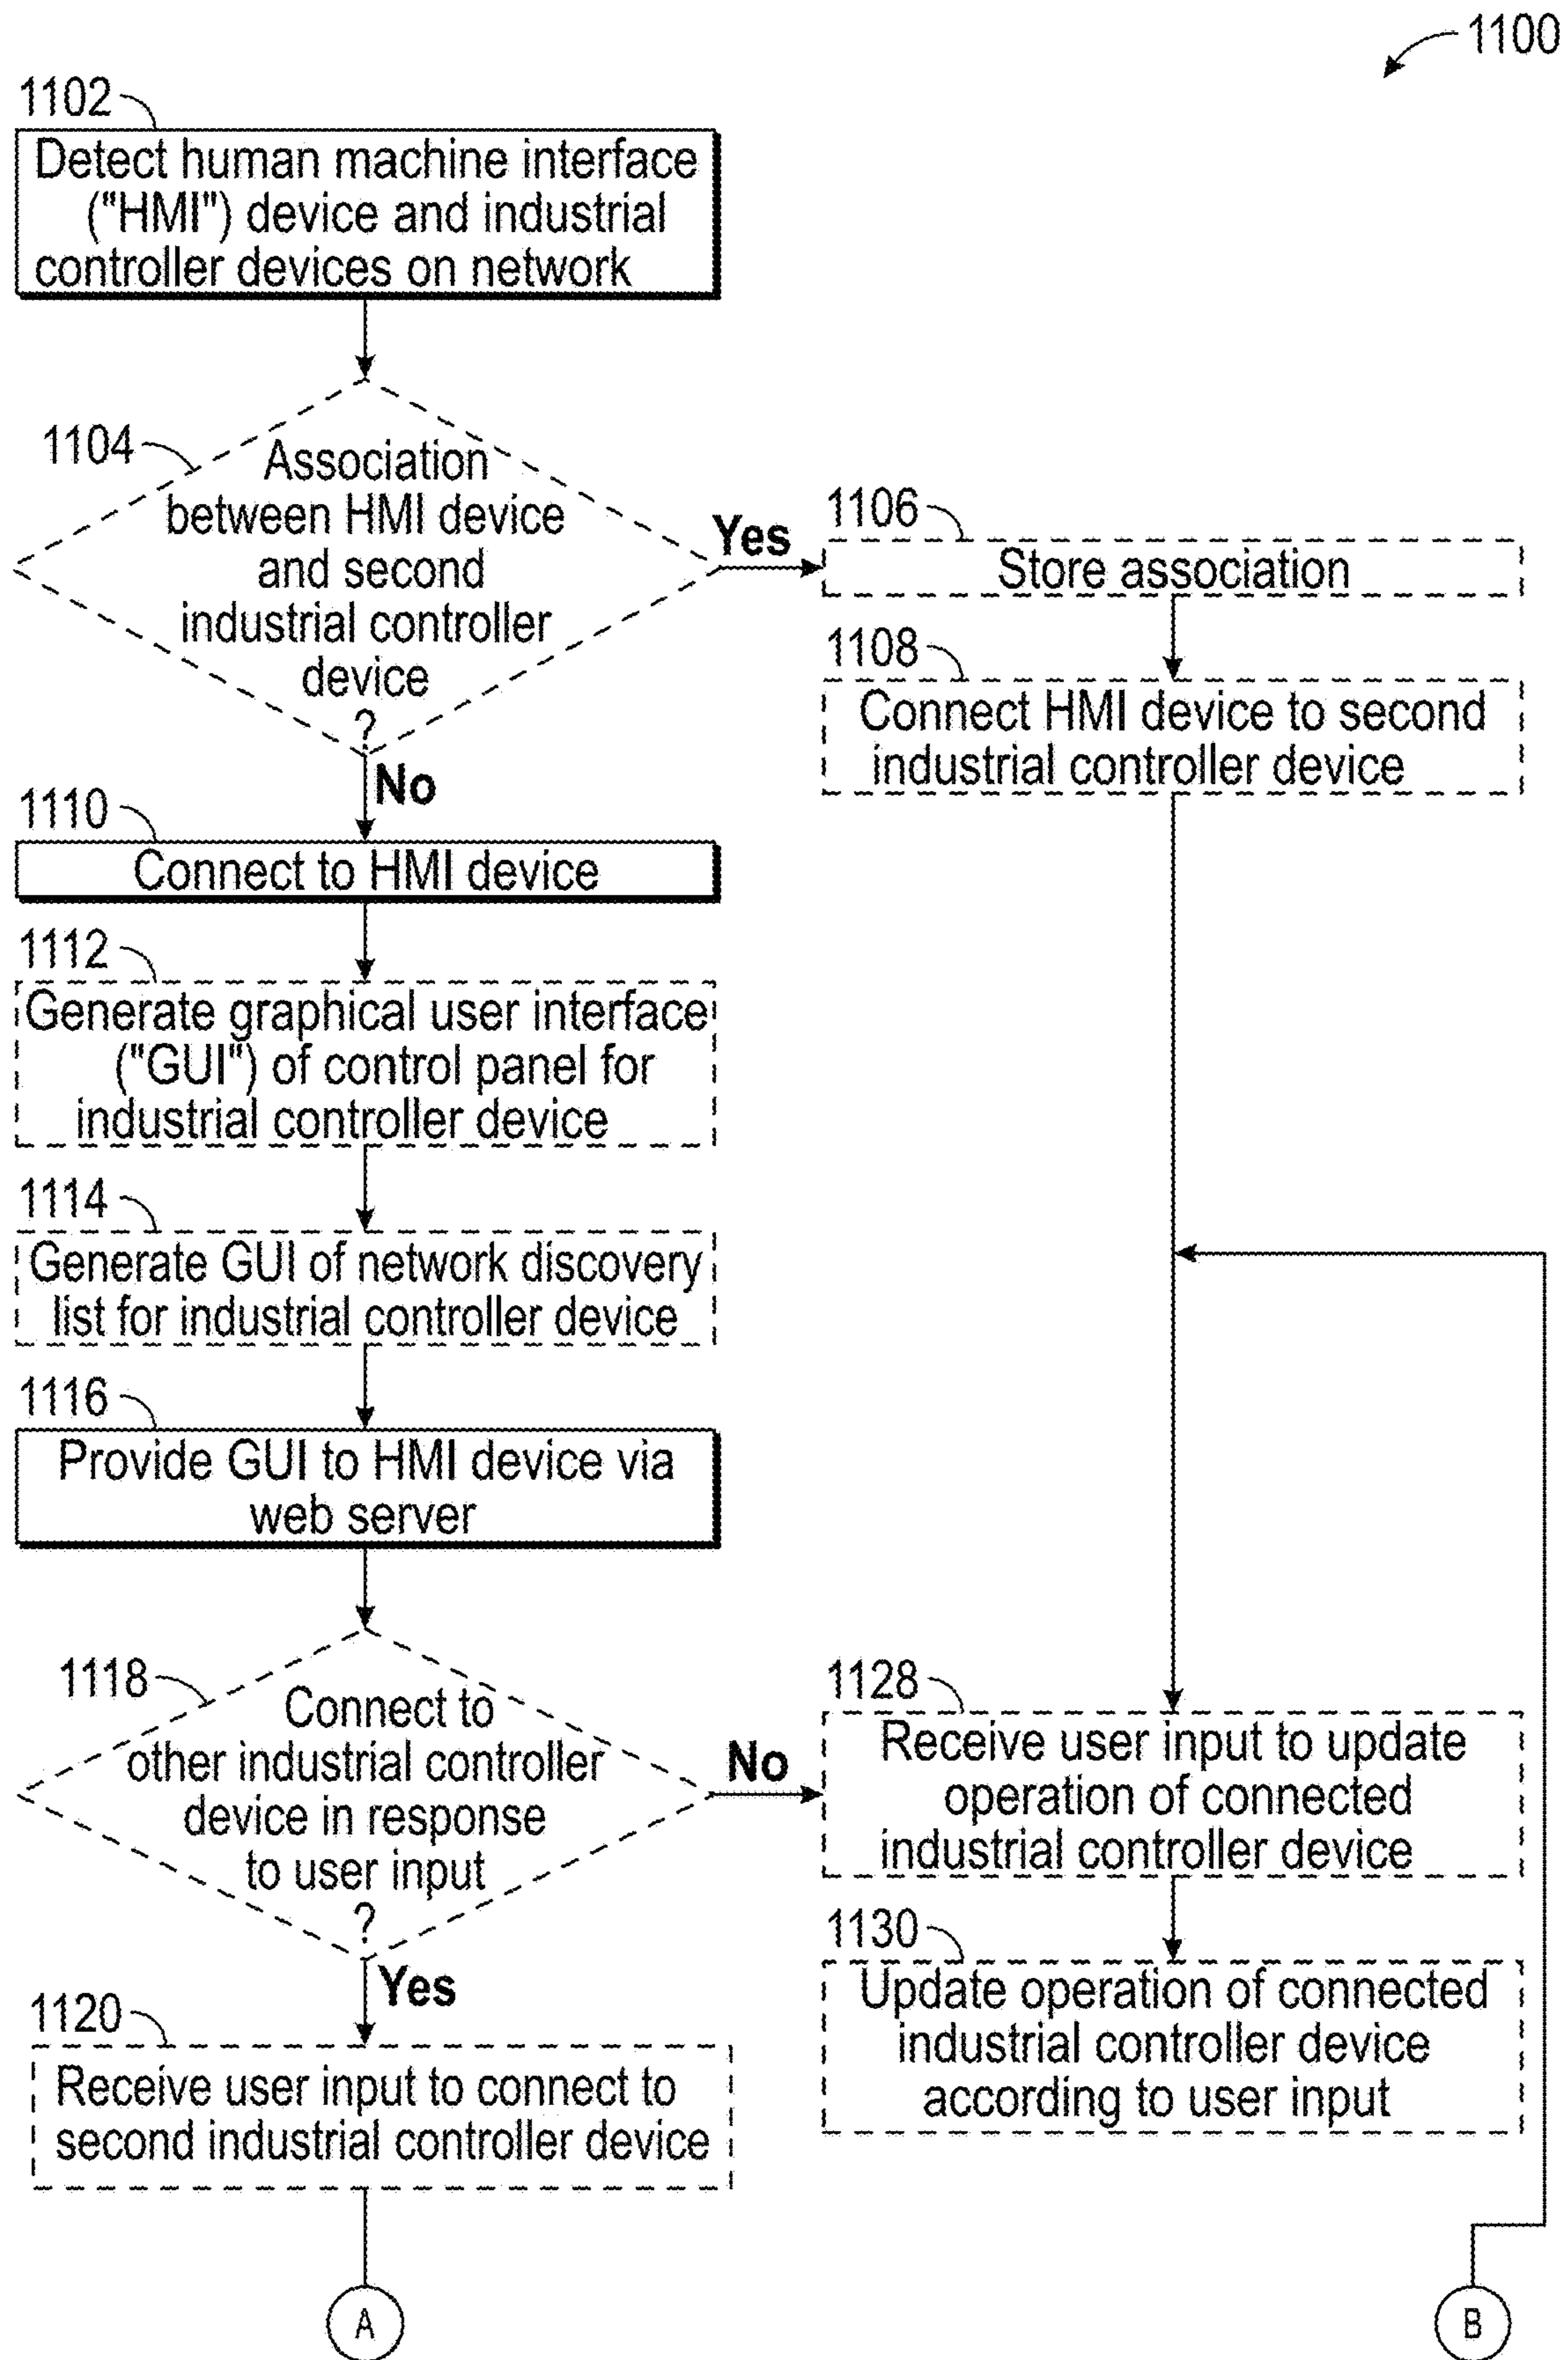 1100
1102
Detect human machine interface
("HMI") device and industrial
controller devices on network
1104
Association
between HMI device
and second
industrial controller
device
?
Yes
1106
Store association
1108
Connect HMI device to second
industrial controller device
No
1110
Connect to HMI device
1112
Generate graphical user interface
("GUI") of control panel for
industrial controller device
1114
Generate GUI of network discovery
list for industrial controller device
1116
Provide GUI to HMI device via
web server
1118
Connect to
other industrial controller
device in response
to user input
?
No
1128
Receive user input to update
operation of connected
industrial controller device
1130
Update operation of connected
industrial controller device
according to user input
Yes
1120
Receive user input to connect to
second industrial controller device
A
B